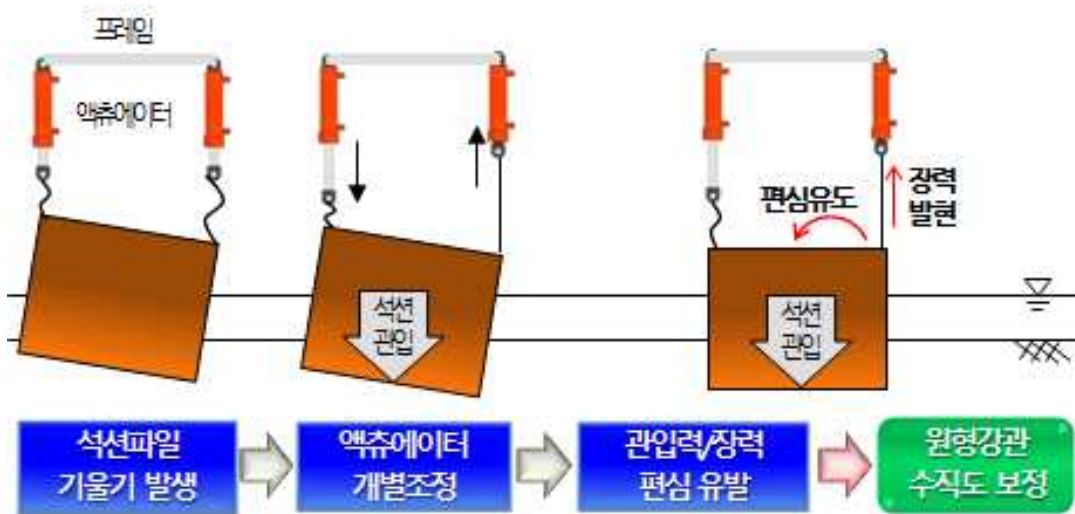 프레임
액츄에이터
편심유도
장력
발현
석션
관입
석션
관입
석션파일
기울기 발생
액츄에이터
개별조정
관입력/장력
편심 유발
원형강관
수직도 보정